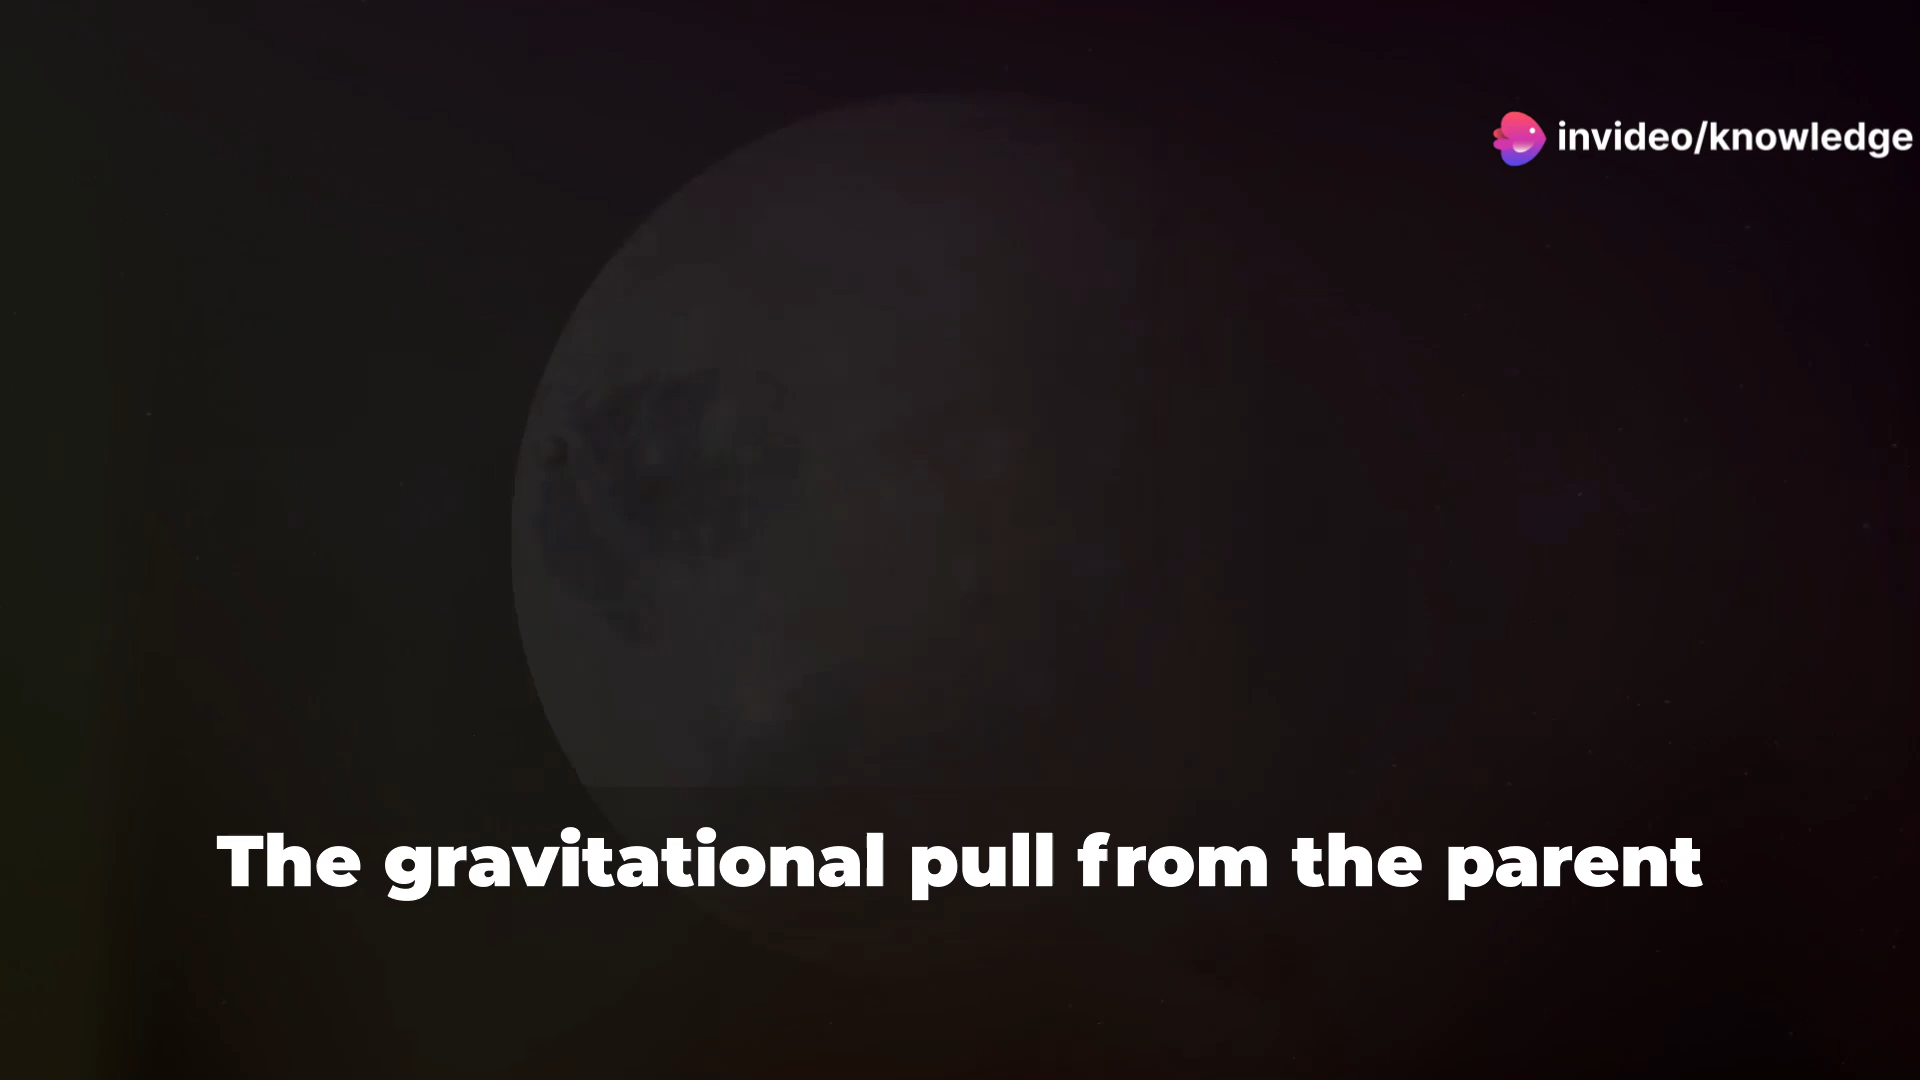 invideo/knowledge
The gravitational pull from the parent